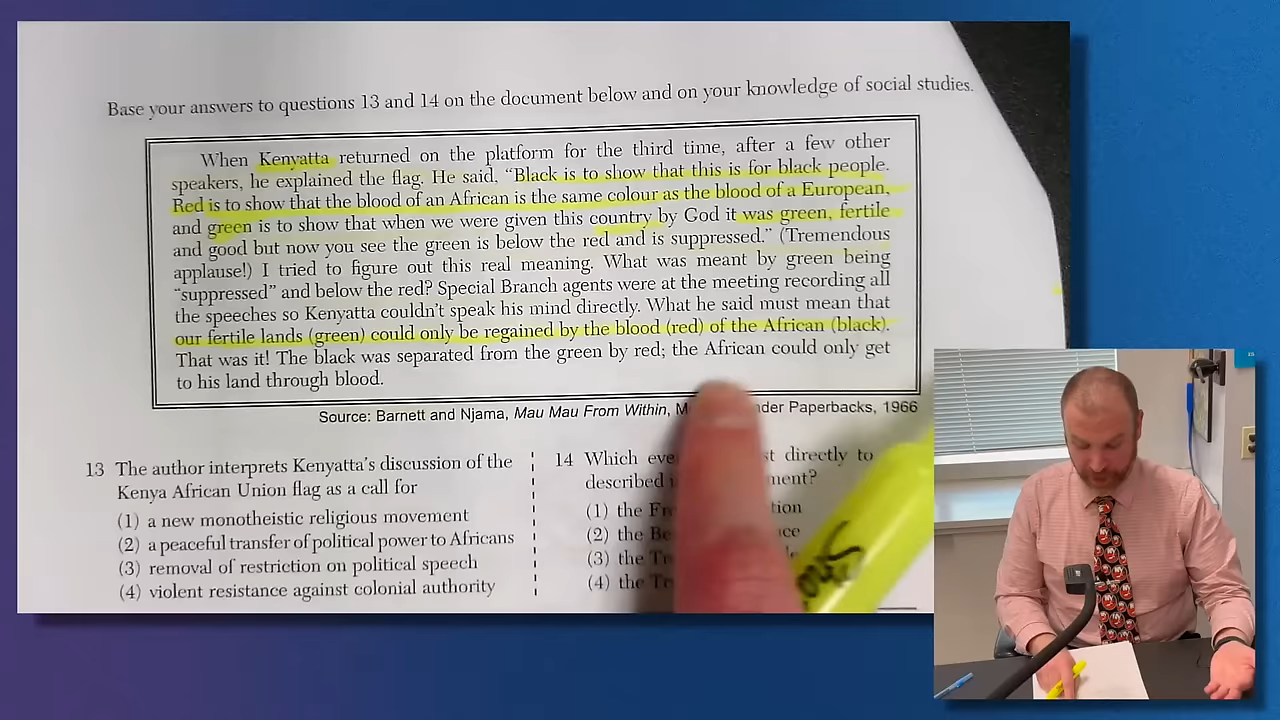 Base your answers to questions 13 and 14 on the document below and on your knowledge of social studies.
When Kenyatta returned on the platform for the third time, after a few other
speakers, he explained the flag. He said, “Black is to show that this is for black people.
Red is to show that the blood of an African is the same colour as the blood of a European,
and green is to show that when we were given this country by God it was green, fertile
and good but now you see the green is below the red and is suppressed.” (Tremendous
applause!) I tried to figure out this real meaning. What was meant by green being
“suppressed” and below the red? Special Branch agents were at the meeting recording all
the speeches so Kenyatta couldn’t speak his mind directly. What he said must mean that
our fertile lands (green) could only be regained by the blood (red) of the African (black).
That was it! The black was separated from the green by red; the African could only get
to his land through blood.
Source: Barnett and Njama, Mau Mau From Within, Paperbacks, 1966
13 The author interprets Kenyatta’s discussion of the
Kenya African Union flag as a call for
(1) a new monotheistic religious movement
(2) a peaceful transfer of political power to Africans
(3) removal of restriction on political speech
(4) violent resistance against colonial authority
14 Which directly to
described
(1) the
(2) the
(3) the
(4) the